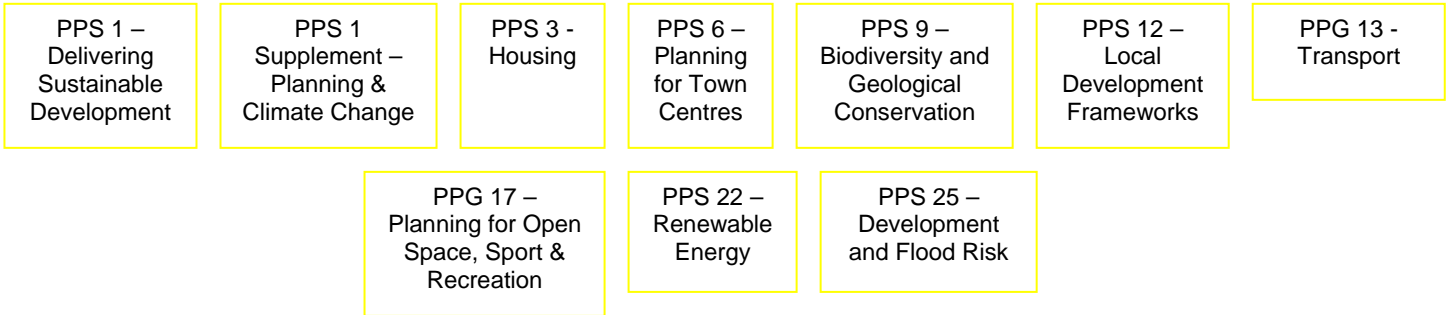 PPS 1 –
Delivering
Sustainable
Development
PPS 1
Supplement –
Planning &
Climate Change
PPS 3 -
Housing
PPS 6 –
Planning
for Town
Centres
PPS 9 –
Biodiversity and
Geological
Conservation
PPS 12 –
Local
Development
Frameworks
PPG 13 -
Transport
PPG 17 –
Planning for Open
Space, Sport &
Recreation
PPS 22 –
Renewable
Energy
PPS 25 –
Development
and Flood Risk